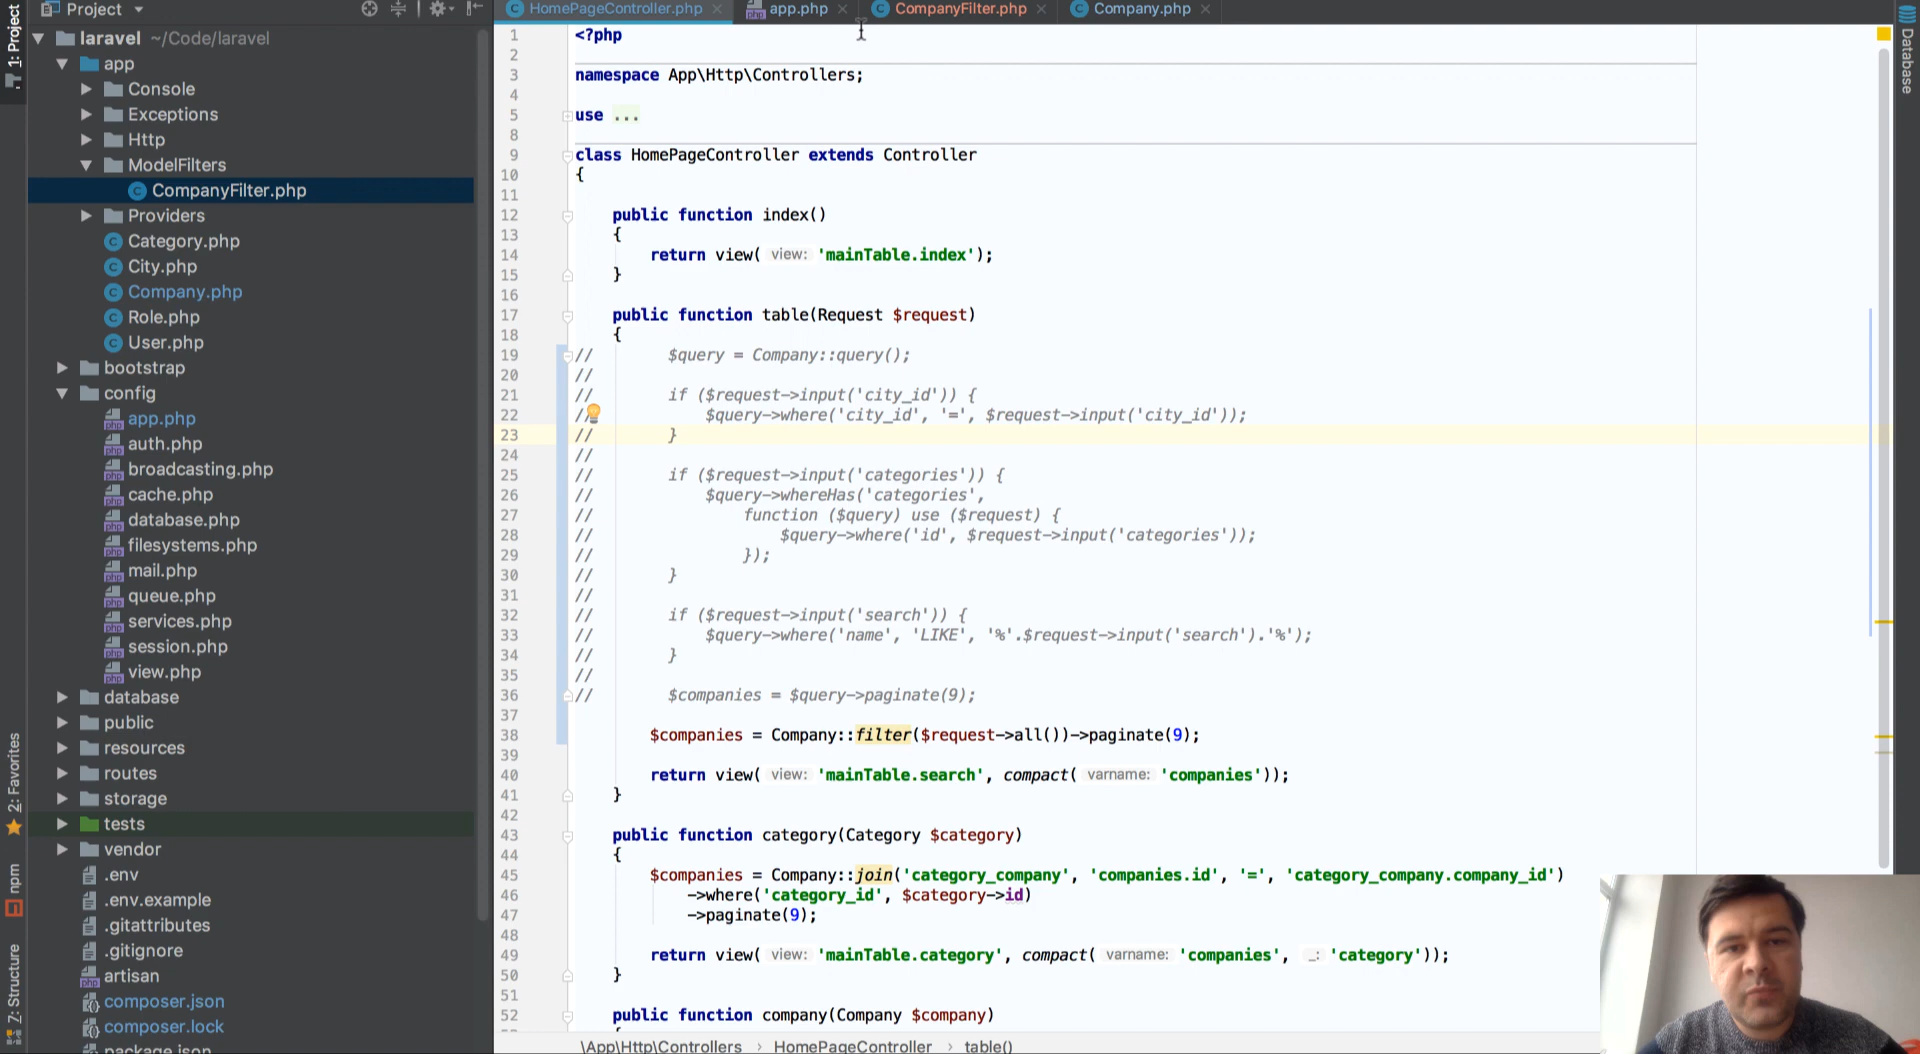 Project
HomePageController.php
app.php
CompanyFilter.php
Company.php
1: Project
2: Favorites
npm
Z: Structure
Database
laravel ~/Code/laravel
app
Console
Exceptions
Http
ModelFilters
CompanyFilter.php
Providers
Category.php
City.php
Company.php
Role.php
User.php
bootstrap
config
app.php
auth.php
broadcasting.php
cache.php
database.php
filesystems.php
mail.php
queue.php
services.php
session.php
view.php
database
public
resources
routes
storage
tests
vendor
.env
.env.example
.gitattributes
.gitignore
artisan
composer.json
composer.lock
package.json
1 <?php
2
3 namespace App\Http\Controllers;
4
5 use ...
8
9 class HomePageController extends Controller
10 {
11
12 public function index()
13 {
14 return view( view: 'mainTable.index');
15 }
16
17 public function table(Request $request)
18 {
19 // $query = Company::query();
20 //
21 // if ($request->input('city_id')) {
22 // $query->where('city_id', '=', $request->input('city_id'));
23 // }
24 //
25 // if ($request->input('categories')) {
26 // $query->whereHas('categories',
27 // function ($query) use ($request) {
28 // $query->where('id', $request->input('categories'));
29 // });
30 // }
31 //
32 // if ($request->input('search')) {
33 // $query->where('name', 'LIKE', '%'.$request->input('search').'%');
34 // }
35 //
36 // $companies = $query->paginate(9);
37
38 $companies = Company::filter($request->all())->paginate(9);
39
40 return view( view: 'mainTable.search', compact( varname: 'companies'));
41 }
42
43 public function category(Category $category)
44 {
45 $companies = Company::join('category_company', 'companies.id', '=', 'category_company.company_id')
46 ->where('category_id', $category->id)
47 ->paginate(9);
48
49 return view( view: 'mainTable.category', compact( varname: 'companies', _: 'category'));
50 }
51
52 public function company(Company $company)
\App\Http\Controllers › HomePageController › table()